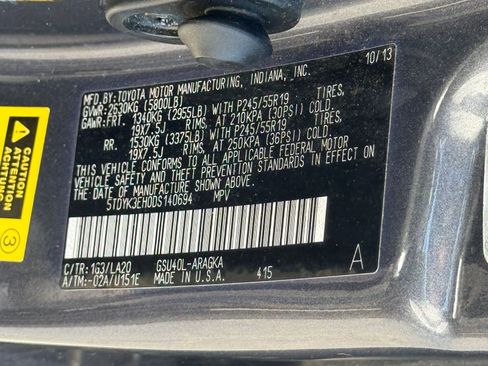 MFD. BY: TOYOTA MOTOR MANUFACTURING, INDIANA, INC. 10/13
GVWR: 2630KG (5800LB)
GAWR: FRT. 1340KG (2955LB) WITH P245/55R19 TIRES,
19X7.5J RIMS, AT 210KPA (30PSI) COLD.
RR. 1530KG (3375LB) WITH P245/55R19 TIRES,
19X7.5J RIMS, AT 250KPA (36PSI) COLD.
THIS VEHICLE CONFORMS TO ALL APPLICABLE FEDERAL MOTOR
VEHICLE SAFETY AND THEFT PREVENTION STANDARDS IN
EFFECT ON THE DATE OF MANUFACTURE SHOWN ABOVE.
5TDYK3EH0DS140694 MPV
C/TR:1G3/LA20 GSU40L-ARAGKA
A/TM:-02A/U151E MADE IN U.S.A. 415 A
CAUTION
ACHTUNG
ATTENTION
3